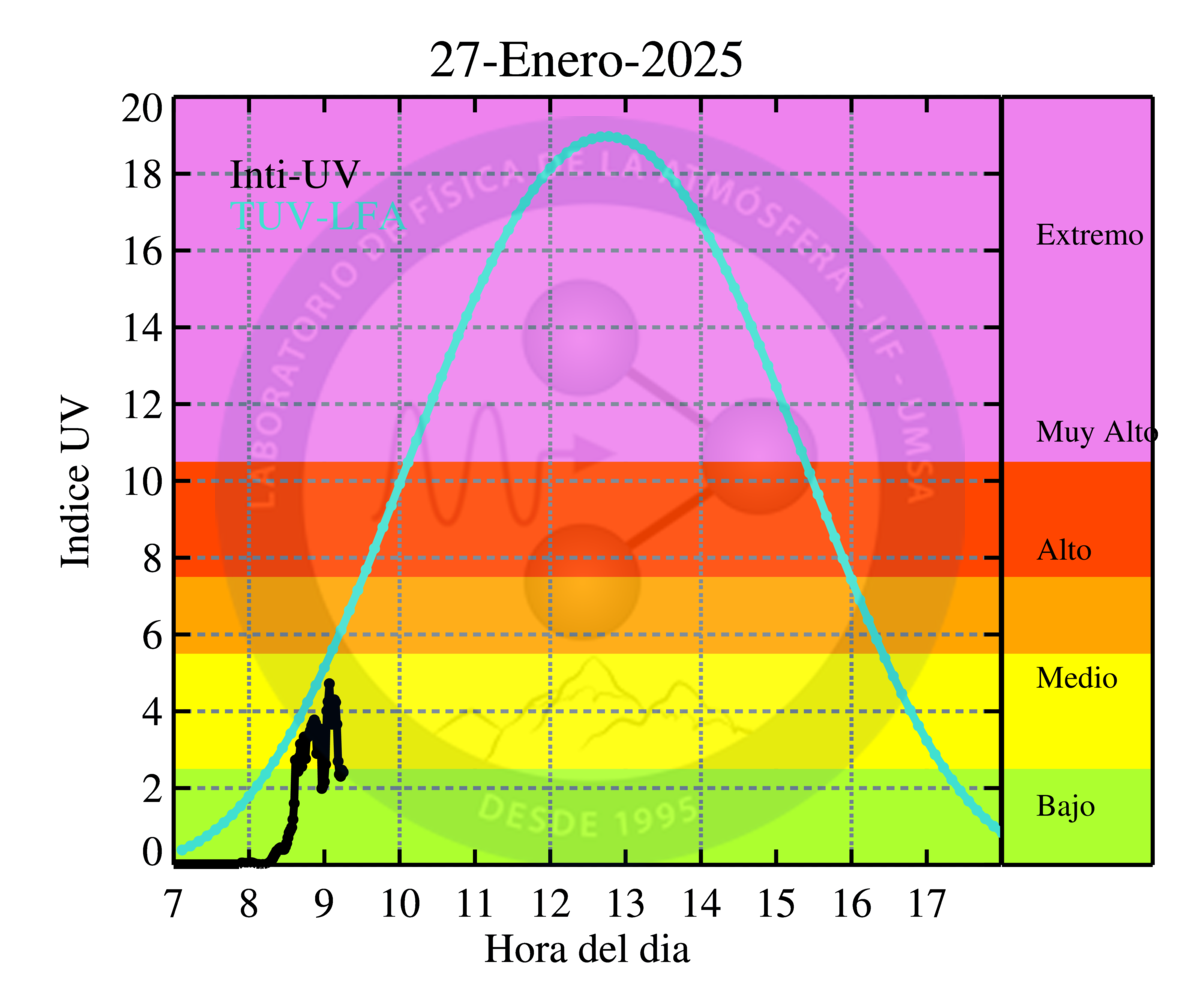 27-Enero-2025
20
18
16
14
12
10
8
6
4
2
0
Indice UV
Inti-UV
TUV-LFA
LABORATORIO DE FÍSICA DE LA ATMÓSFERA - IIF - UMSA
DESDE 1995
Extremo
Muy Alto
Alto
Medio
Bajo
7 8 9 10 11 12 13 14 15 16 17
Hora del dia